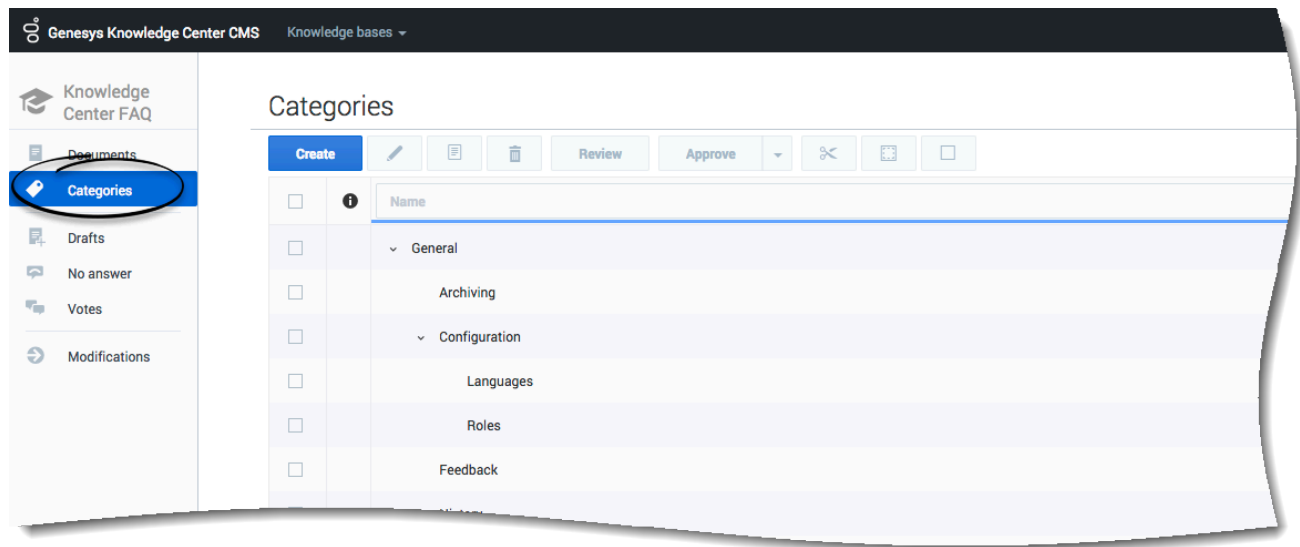 Genesys Knowledge Center CMS Knowledge bases
Knowledge
Center FAQ
Documents
Categories
Drafts
No answer
Votes
Modifications
Categories
Create Review Approve
Name
General
Archiving
Configuration
Languages
Roles
Feedback